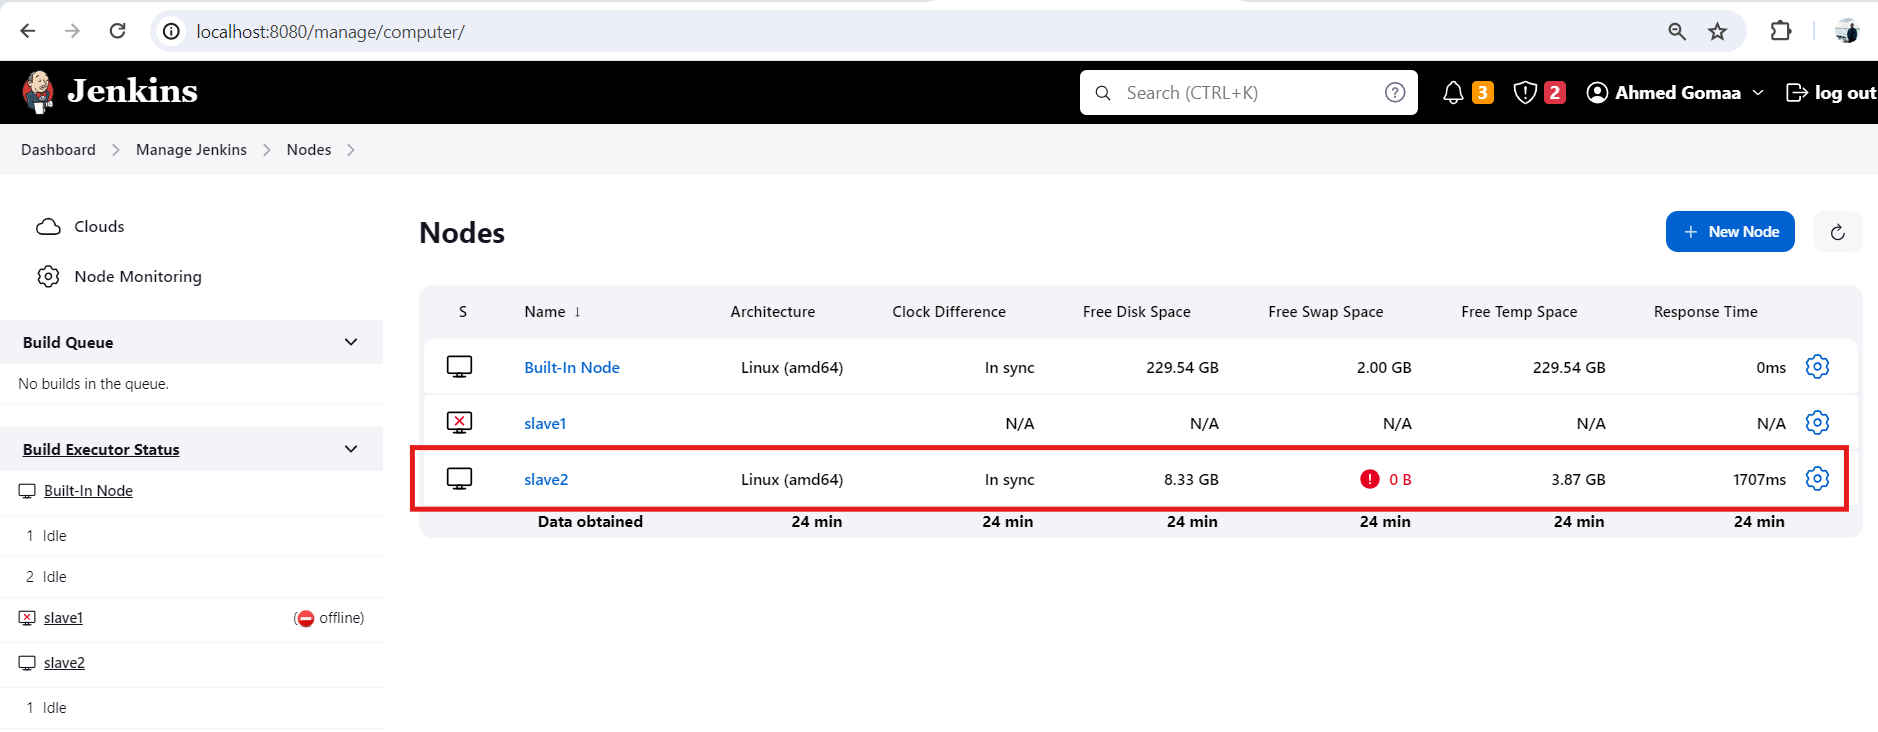 localhost:8080/manage/computer/
Jenkins
Search (CTRL+K)
3
2
Ahmed Gomaa
log out
Dashboard
Manage Jenkins
Nodes
Clouds
Node Monitoring
Build Queue
No builds in the queue.
Build Executor Status
Built-In Node
1 Idle
2 Idle
slave1 (offline)
slave2
1 Idle
Nodes
+ New Node
S Name ↓ Architecture Clock Difference Free Disk Space Free Swap Space Free Temp Space Response Time
Built-In Node Linux (amd64) In sync 229.54 GB 2.00 GB 229.54 GB 0ms
slave1 N/A N/A N/A N/A N/A
slave2 Linux (amd64) In sync 8.33 GB 0 B 3.87 GB 1707ms
Data obtained 24 min 24 min 24 min 24 min 24 min 24 min